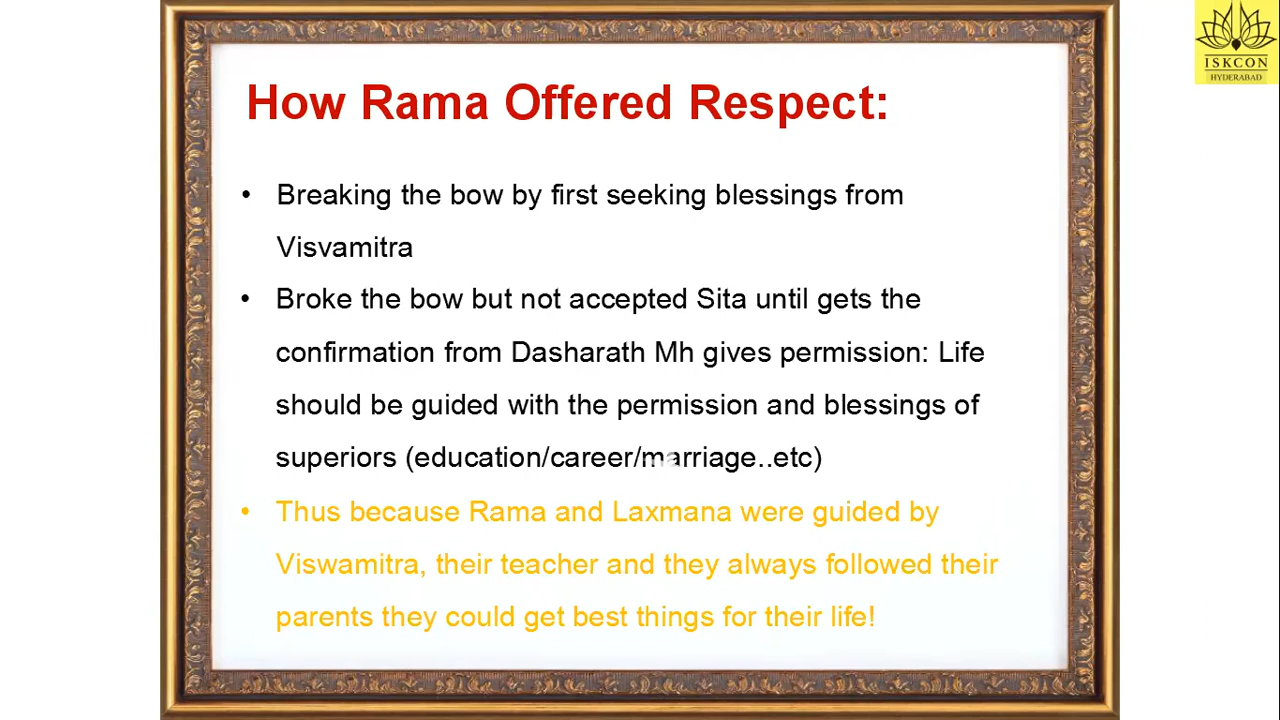 How Rama Offered Respect:
• Breaking the bow by first seeking blessings from
Visvamitra
• Broke the bow but not accepted Sita until gets the
confirmation from Dasharath Mh gives permission: Life
should be guided with the permission and blessings of
superiors (education/career/marriage..etc)
• Thus because Rama and Laxmana were guided by
Viswamitra, their teacher and they always followed their
parents they could get best things for their life!
ISKCON
HYDERABAD